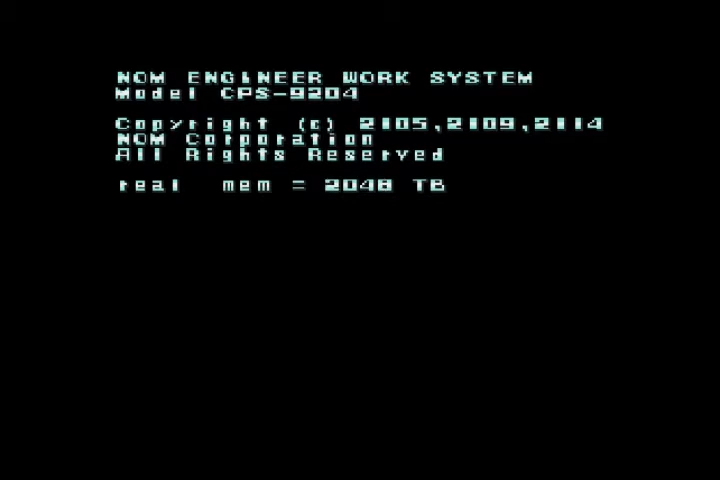 NOM ENGINEER WORK SYSTEM
Model CPS-9204
Copyright (c) 2105,2109,2114
NOM Corporation
All Rights Reserved
real mem = 2048 TB